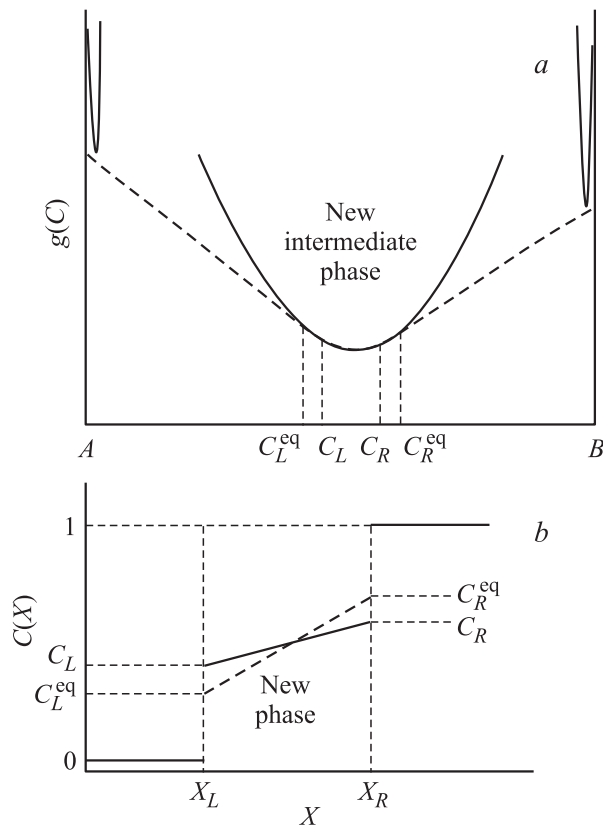 a
g(C)
New
intermediate
phase
A
C_L^eq
C_L
C_R
C_R^eq
B
b
1
C(X)
C_R^eq
C_L
C_R
C_L^eq
New
phase
0
X_L
X_R
X